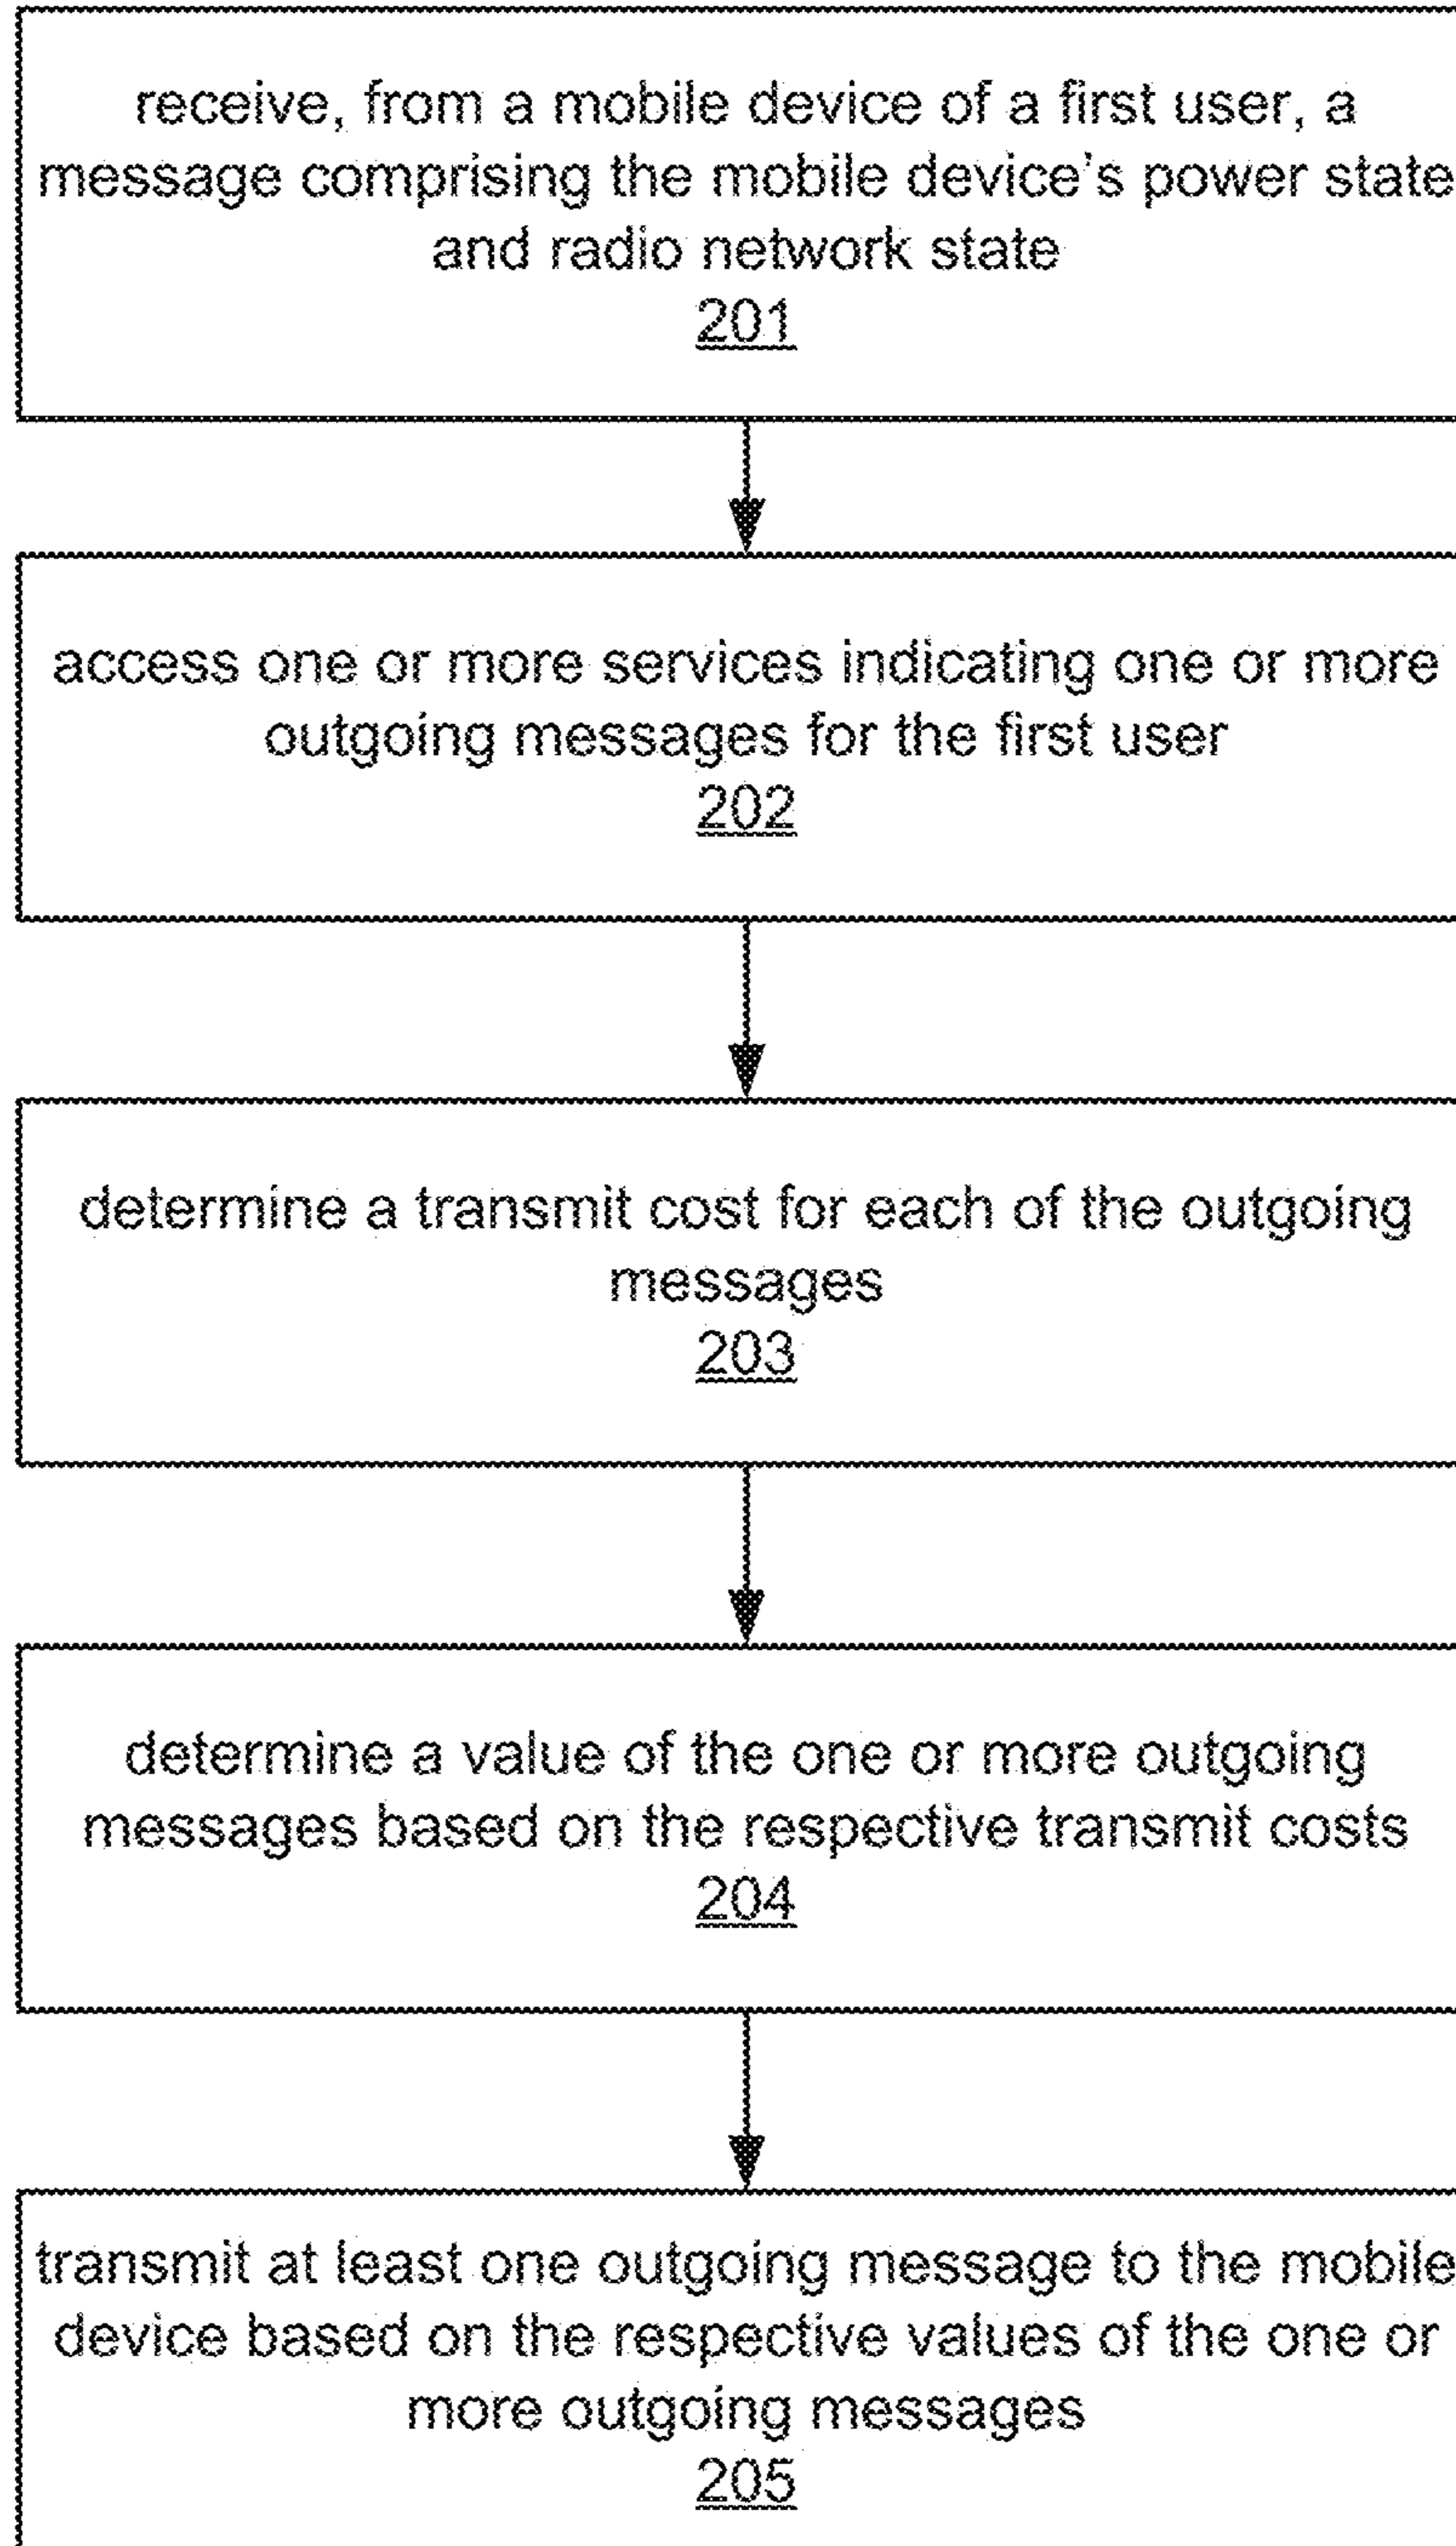 receive, from a mobile device of a first user, a
message comprising the mobile device's power state
and radio network state
201
access one or more services indicating one or more
outgoing messages for the first user
202
determine a transmit cost for each of the outgoing
messages
203
determine a value of the one or more outgoing
messages based on the respective transmit costs
204
transmit at least one outgoing message to the mobile
device based on the respective values of the one or
more outgoing messages
205